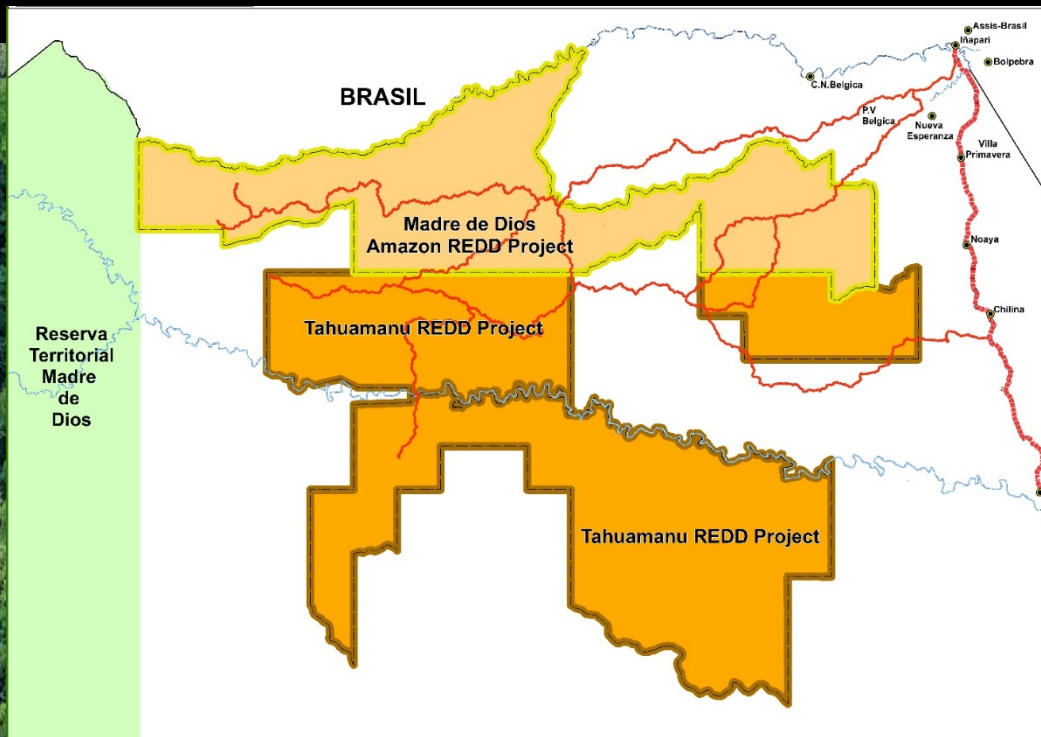 Assis-Brasil
Iñapari
Bolpebra
C.N.Belgica
BRASIL
P.V
Belgica
Nueva
Esperanza
Villa
Primavera
Madre de Dios
Amazon REDD Project
Noaya
Tahuamanu REDD Project
Chilina
Reserva
Territorial
Madre
de
Dios
Tahuamanu REDD Project